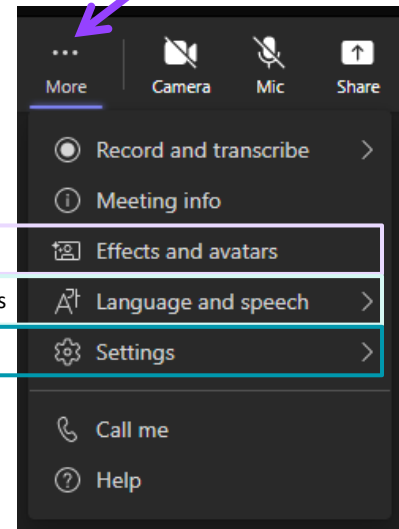 More Camera Mic Share
Record and transcribe
Meeting info
Effects and avatars
s Language and speech
Settings
Call me
Help